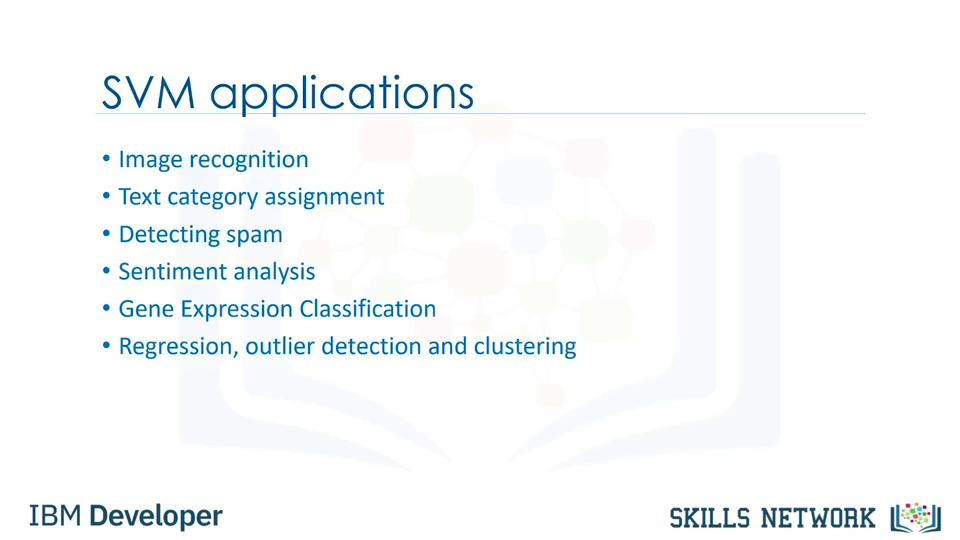 SVM applications
• Image recognition
• Text category assignment
• Detecting spam
• Sentiment analysis
• Gene Expression Classification
• Regression, outlier detection and clustering
IBM Developer
SKILLS NETWORK